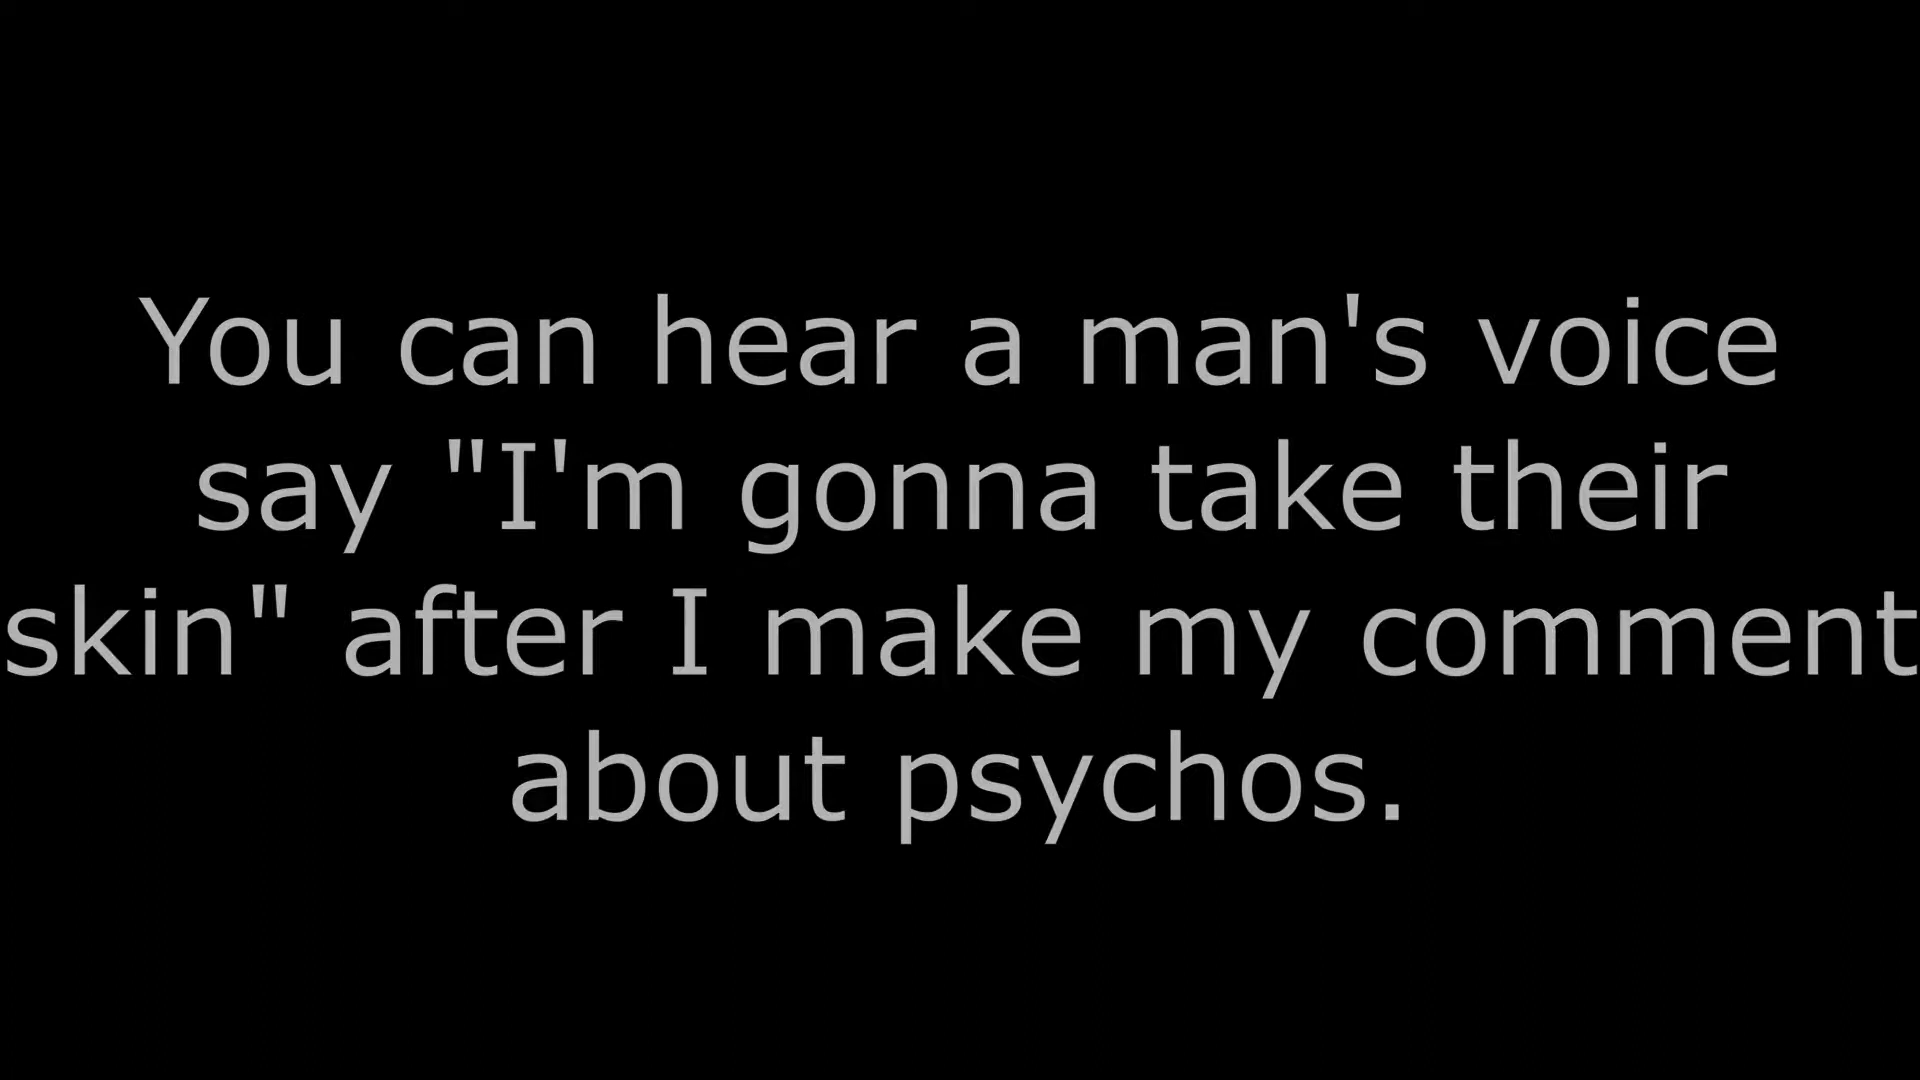 You can hear a man's voice
say "I'm gonna take their
skin" after I make my comment
about psychos.